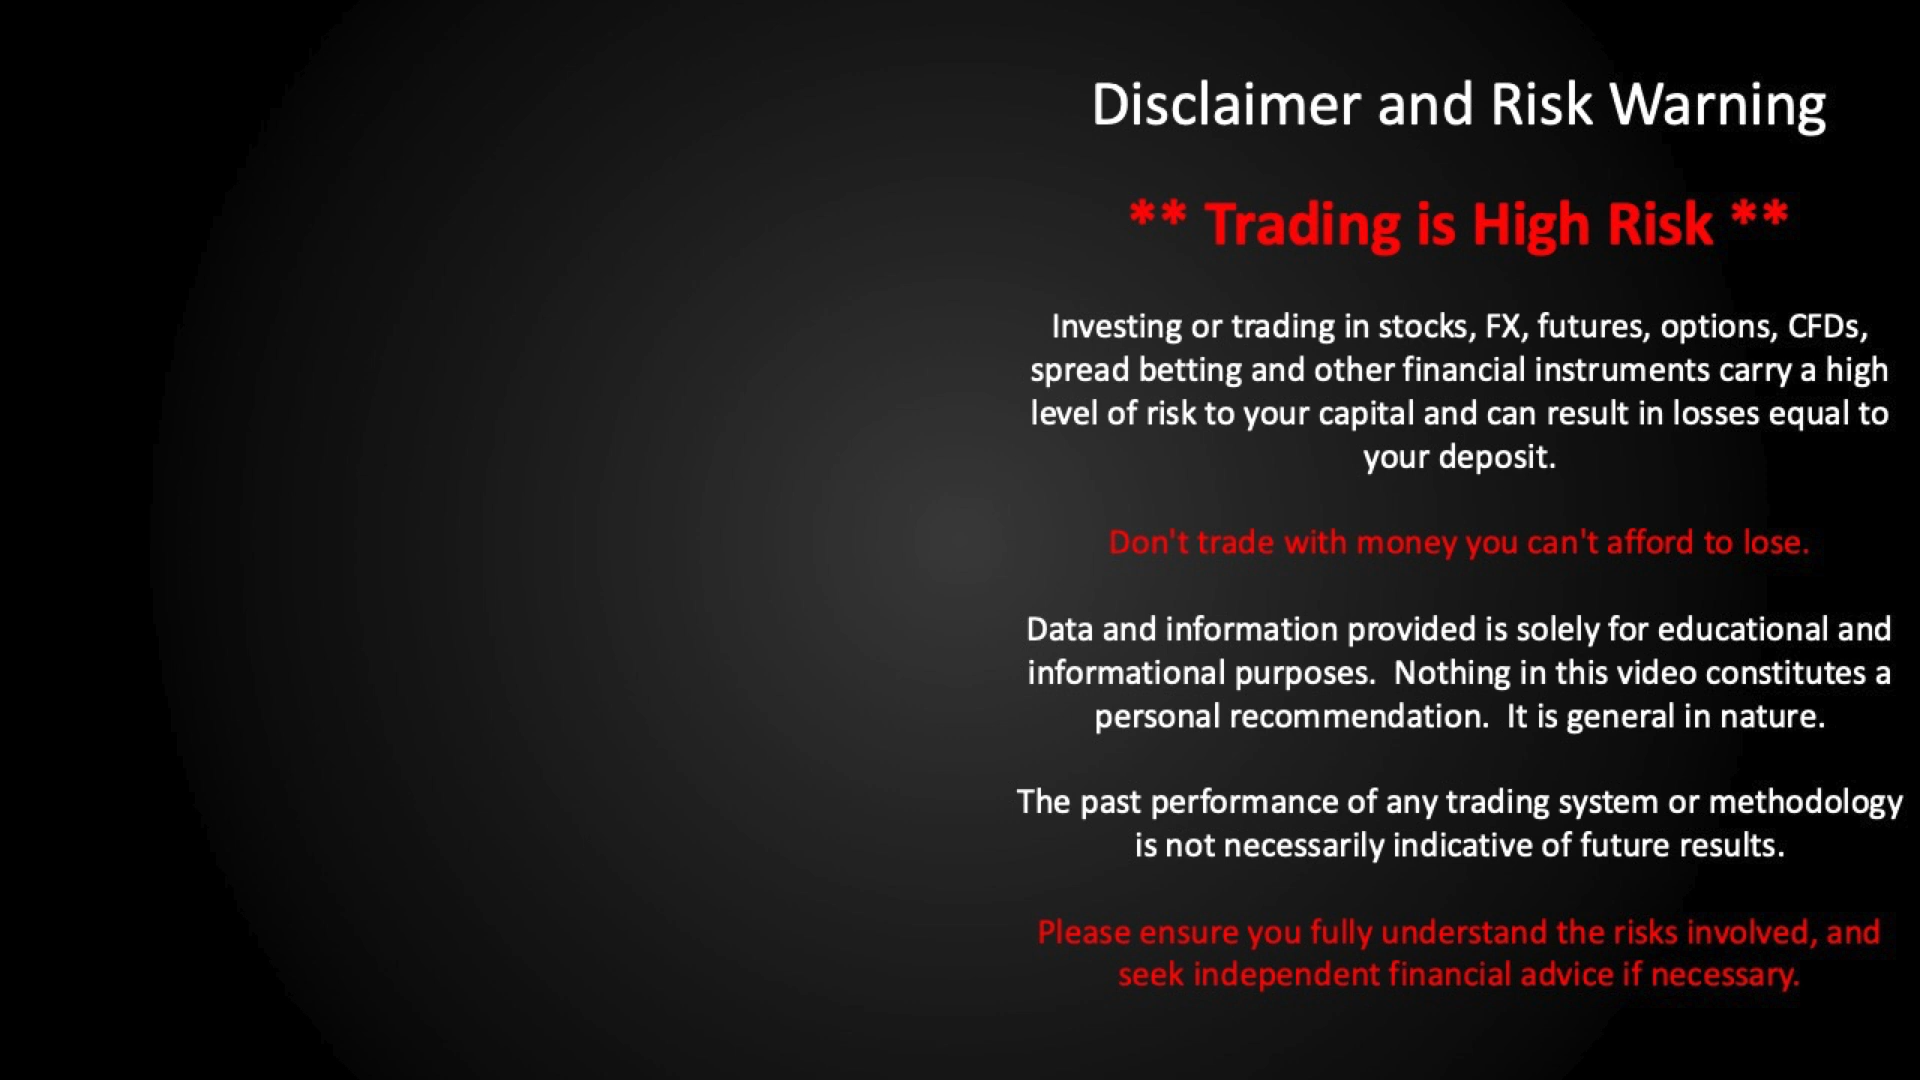 Disclaimer and Risk Warning
** Trading is High Risk **
Investing or trading in stocks, FX, futures, options, CFDs,
spread betting and other financial instruments carry a high
level of risk to your capital and can result in losses equal to
your deposit.
Don't trade with money you can't afford to lose.
Data and information provided is solely for educational and
informational purposes.  Nothing in this video constitutes a
personal recommendation.  It is general in nature.
The past performance of any trading system or methodology
is not necessarily indicative of future results.
Please ensure you fully understand the risks involved, and
seek independent financial advice if necessary.